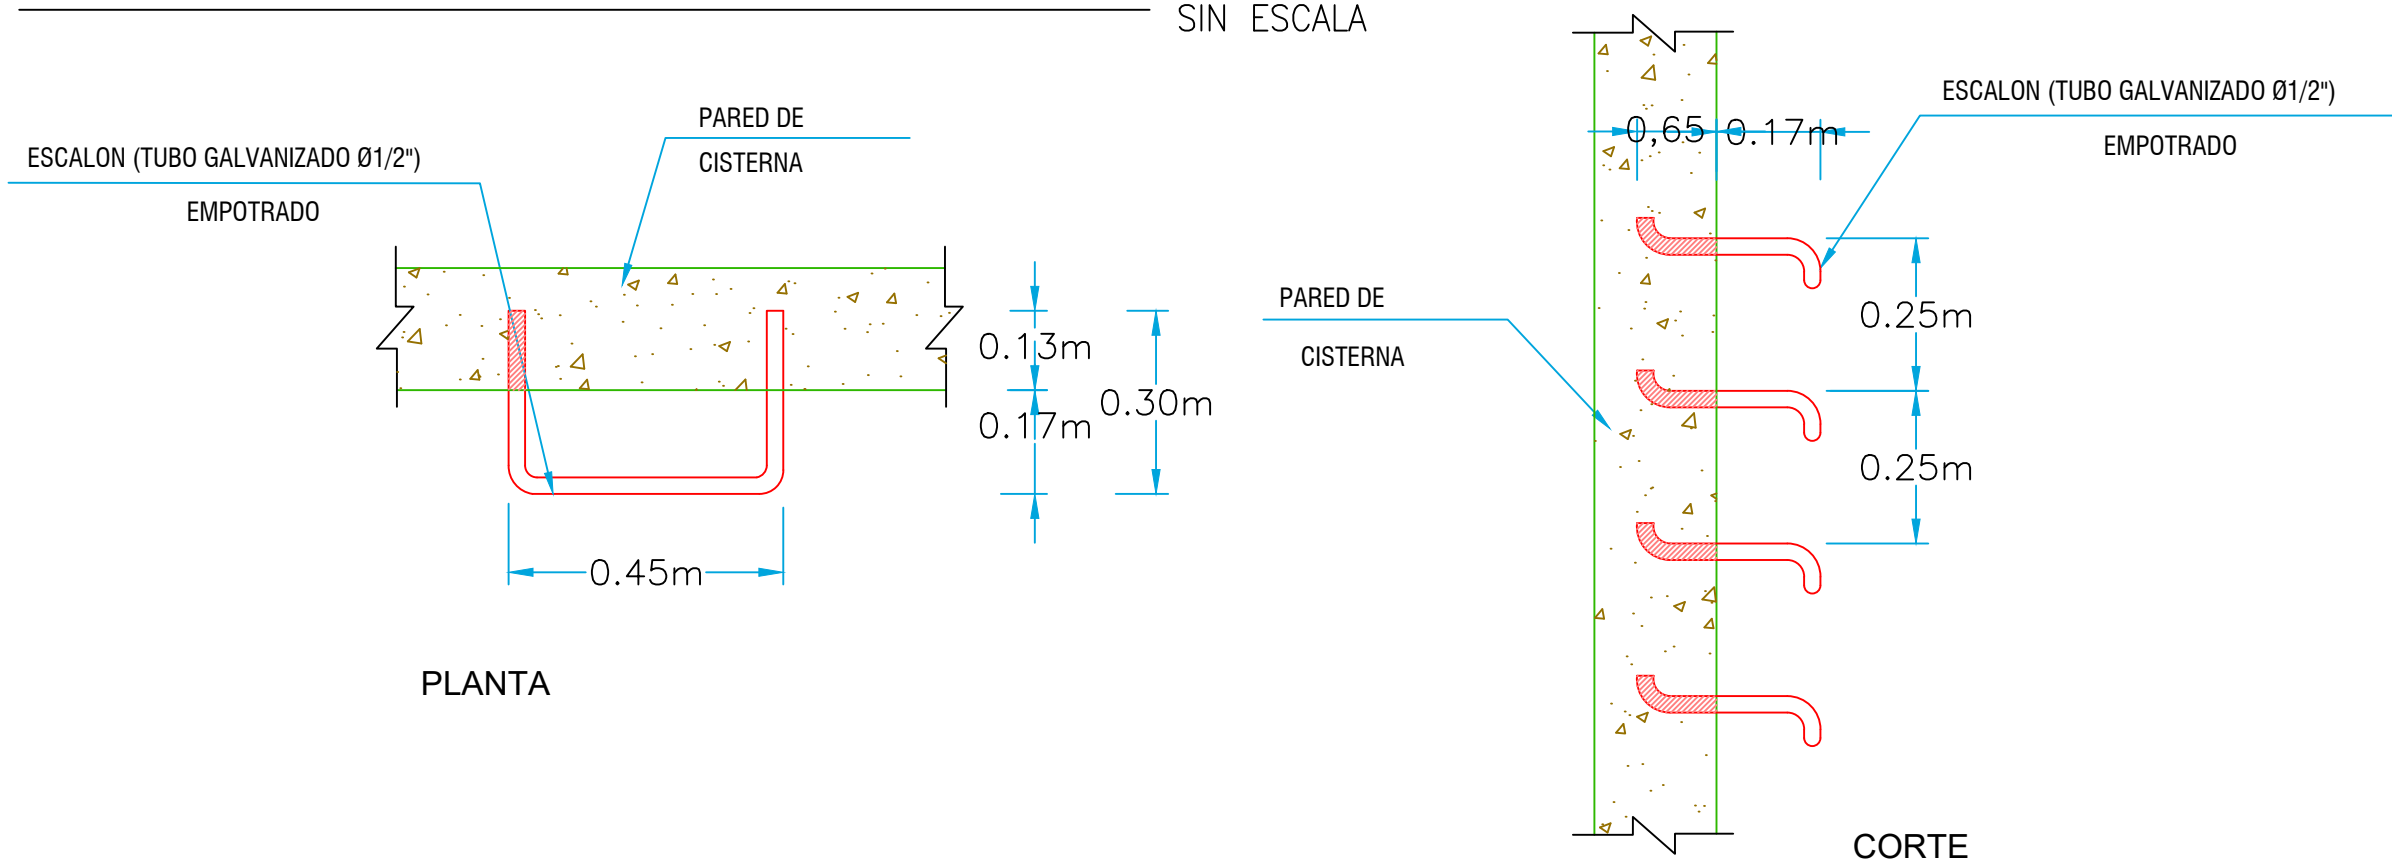 SIN ESCALA
PARED DE
CISTERNA
ESCALON (TUBO GALVANIZADO Ø1/2")
EMPOTRADO
0.13m
0.17m
0.30m
0.45m
PLANTA
0,65
0.17m
ESCALON (TUBO GALVANIZADO Ø1/2")
EMPOTRADO
PARED DE
CISTERNA
0.25m
0.25m
CORTE